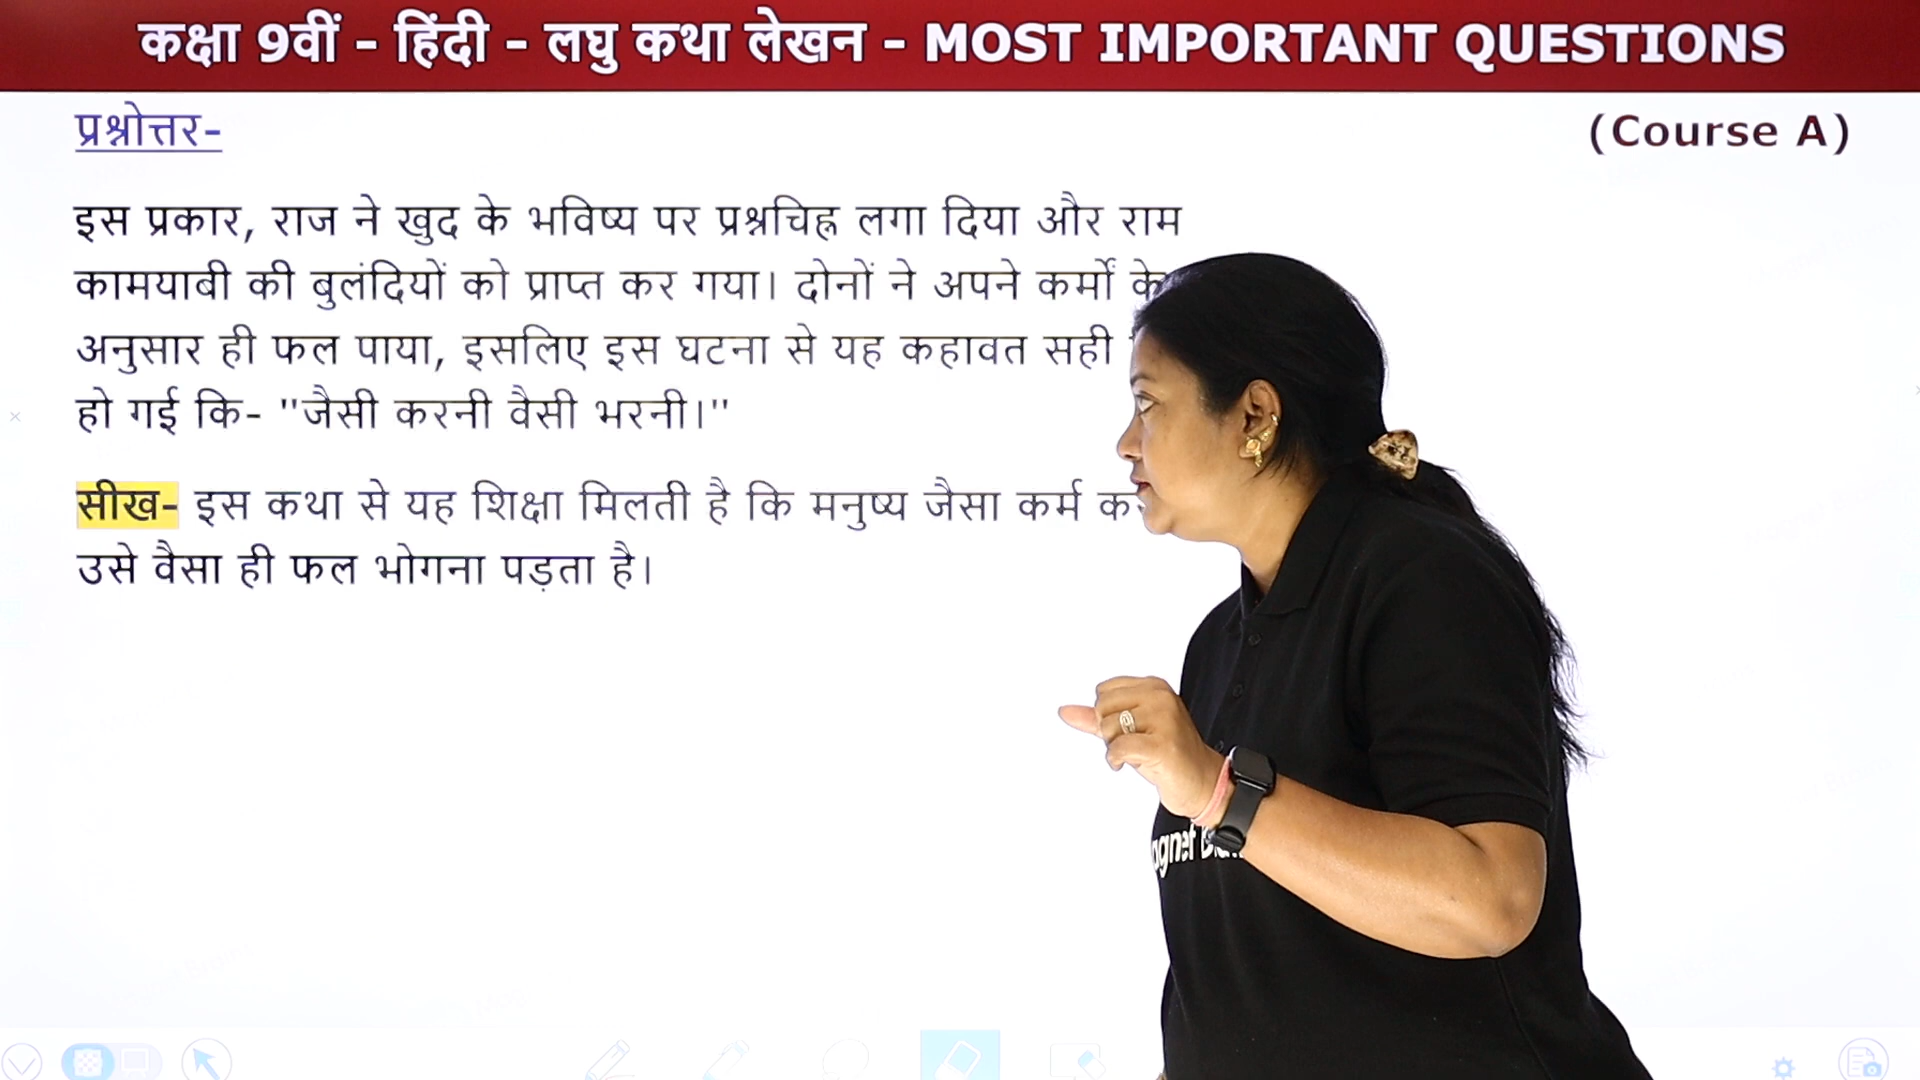 कक्षा 9वीं - हिंदी - लघु कथा लेखन - MOST IMPORTANT QUESTIONS
प्रश्नोत्तर-
(Course A)
इस प्रकार, राज ने खुद के भविष्य पर प्रश्नचिह्न लगा दिया और राम
कामयाबी की बुलंदियों को प्राप्त कर गया। दोनों ने अपने कर्मों के
अनुसार ही फल पाया, इसलिए इस घटना से यह कहावत सही
हो गई कि- "जैसी करनी वैसी भरनी।"
सीख- इस कथा से यह शिक्षा मिलती है कि मनुष्य जैसा कर्म
उसे वैसा ही फल भोगना पड़ता है।